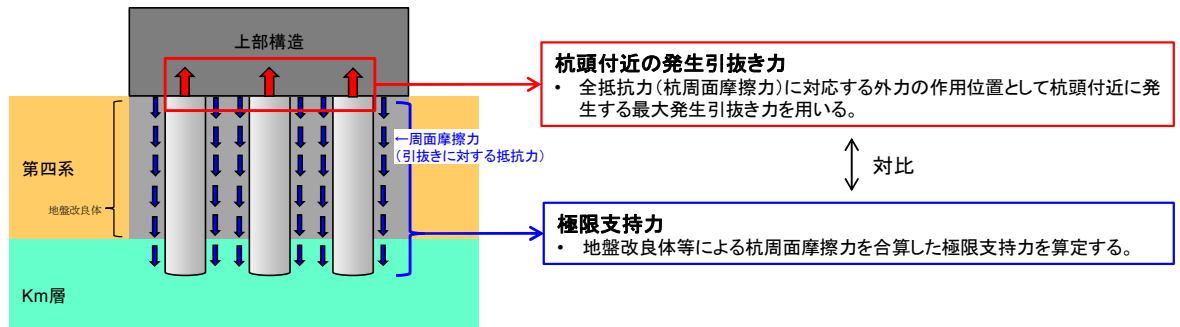 上部構造
杭頭付近の発生引抜き力
• 全抵抗力(杭周面摩擦力)に対応する外力の作用位置として杭頭付近に発
生する最大発生引抜き力を用いる。
←周面摩擦力
(引抜きに対する抵抗力)
対比
第四系
地盤改良体
極限支持力
• 地盤改良体等による杭周面摩擦力を合算した極限支持力を算定する。
Km層